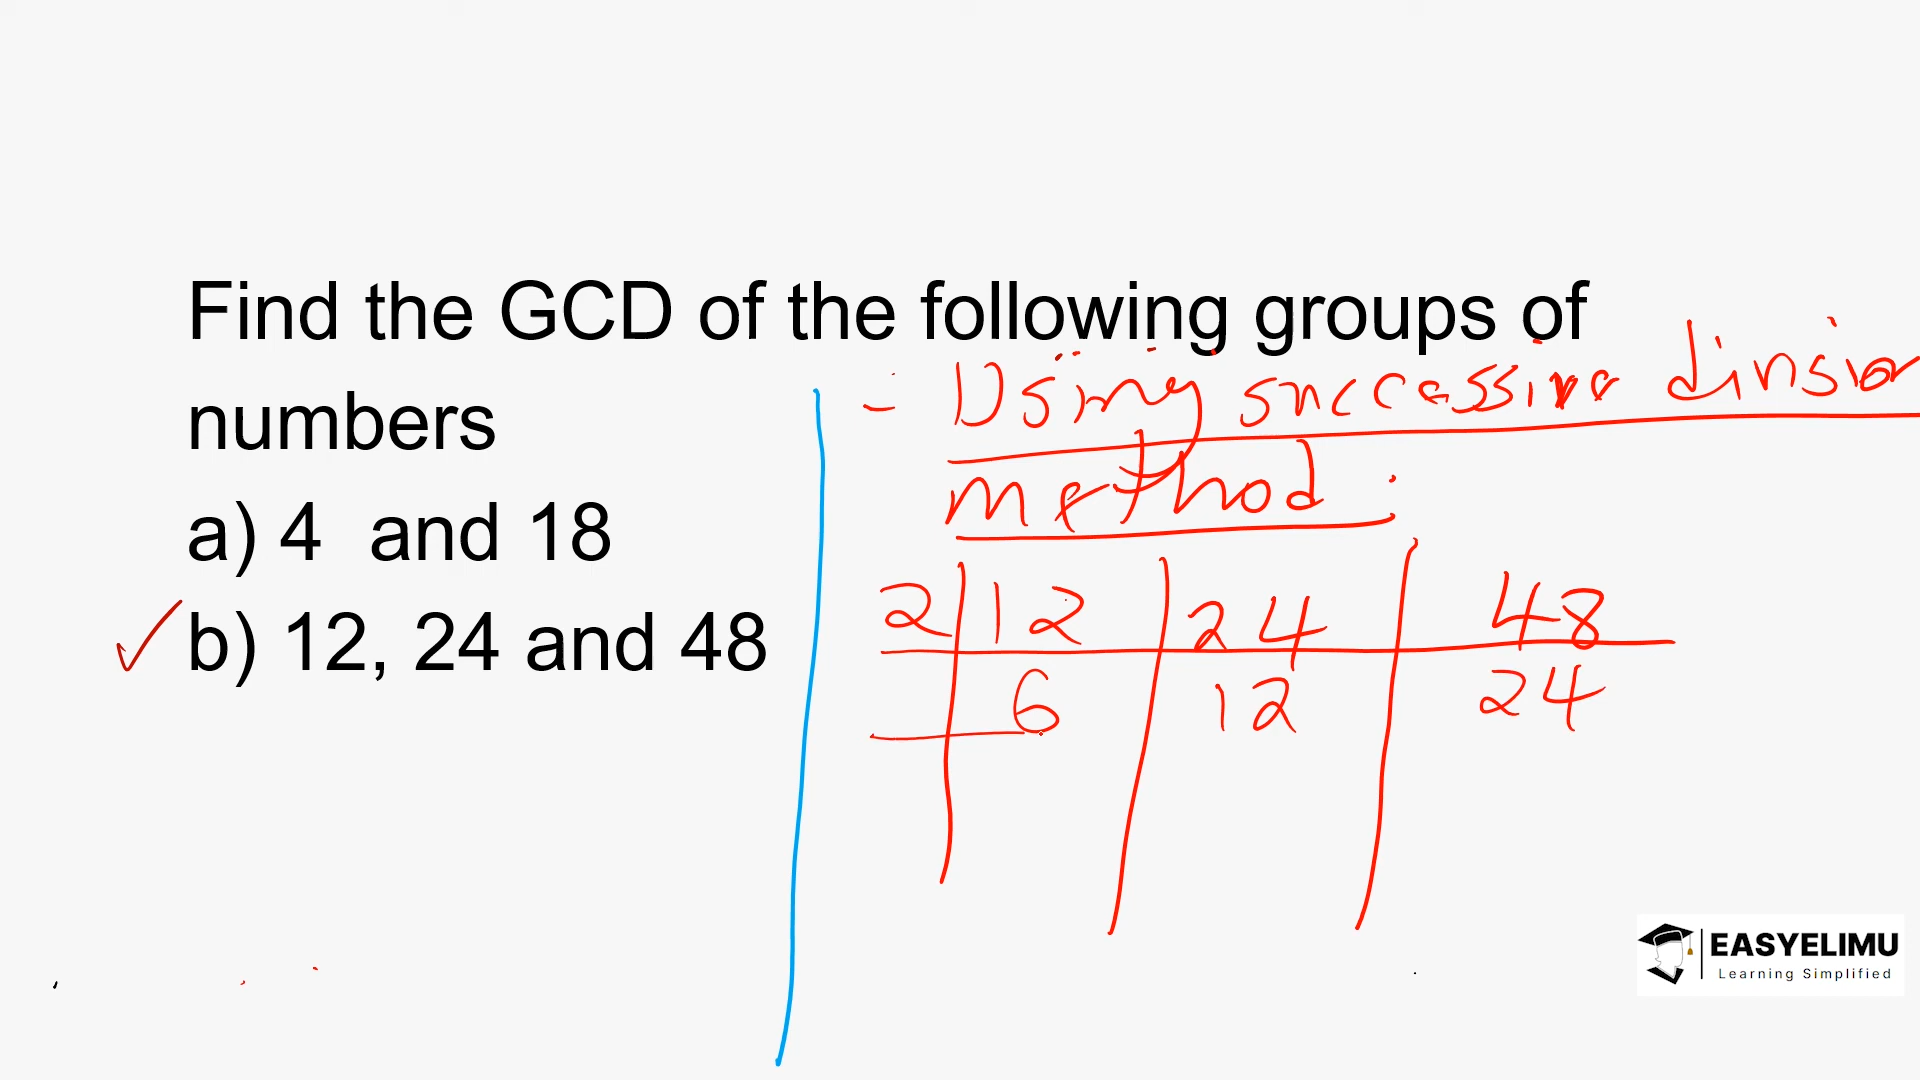 Find the GCD of the following groups of
numbers
a) 4 and 18
b) 12, 24 and 48
- Using successive division
method:
2 12 24 48
6 12 24
EASYELIMU
Learning Simplified